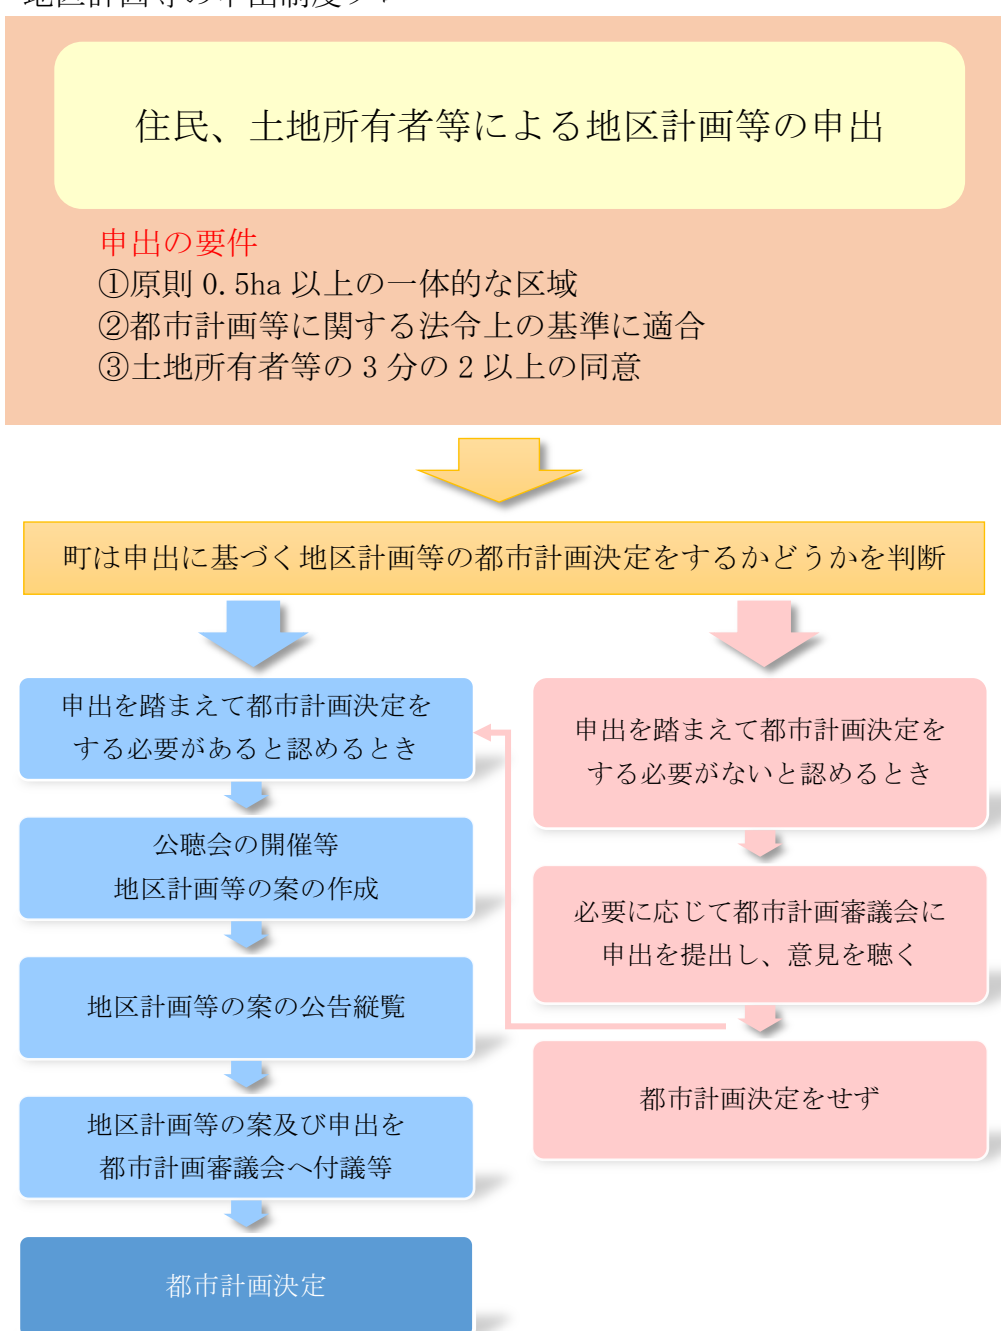 住民、土地所有者等による地区計画等の申出
申出の要件
①原則 0.5ha 以上の一体的な区域
②都市計画等に関する法令上の基準に適合
③土地所有者等の 3 分の 2 以上の同意
町は申出に基づく地区計画等の都市計画決定をするかどうかを判断
申出を踏まえて都市計画決定を
する必要があると認めるとき
公聴会の開催等
地区計画等の案の作成
地区計画等の案の公告縦覧
地区計画等の案及び申出を
都市計画審議会へ付議等
都市計画決定
申出を踏まえて都市計画決定を
する必要がないと認めるとき
必要に応じて都市計画審議会に
申出を提出し、意見を聴く
都市計画決定をせず